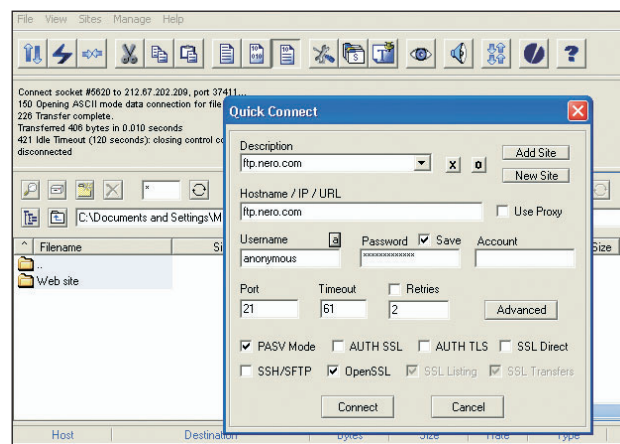 File View Sites Manage Help
Connect socket #5620 to 212.67.202.209, port 37411...
150 Opening ASCII mode data connection for file
226 Transfer complete.
Transferred 406 bytes in 0.010 seconds
421 Idle Timeout (120 seconds): closing control co
disconnected
Quick Connect
Description
ftp.nero.com
X
Add Site
New Site
Hostname / IP / URL
ftp.nero.com
Use Proxy
Username
a
Password
Save
Account
anonymous
*************
Port
Timeout
Retries
21
61
2
Advanced
PASV Mode
AUTH SSL
AUTH TLS
SSL Direct
SSH/SFTP
OpenSSL
SSL Listing
SSL Transfers
Connect
Cancel
*
C:\Documents and Settings\M
^ Filename
Si
Size
..
Web site
Host
Destination
Bytes
Size
Rate
Type